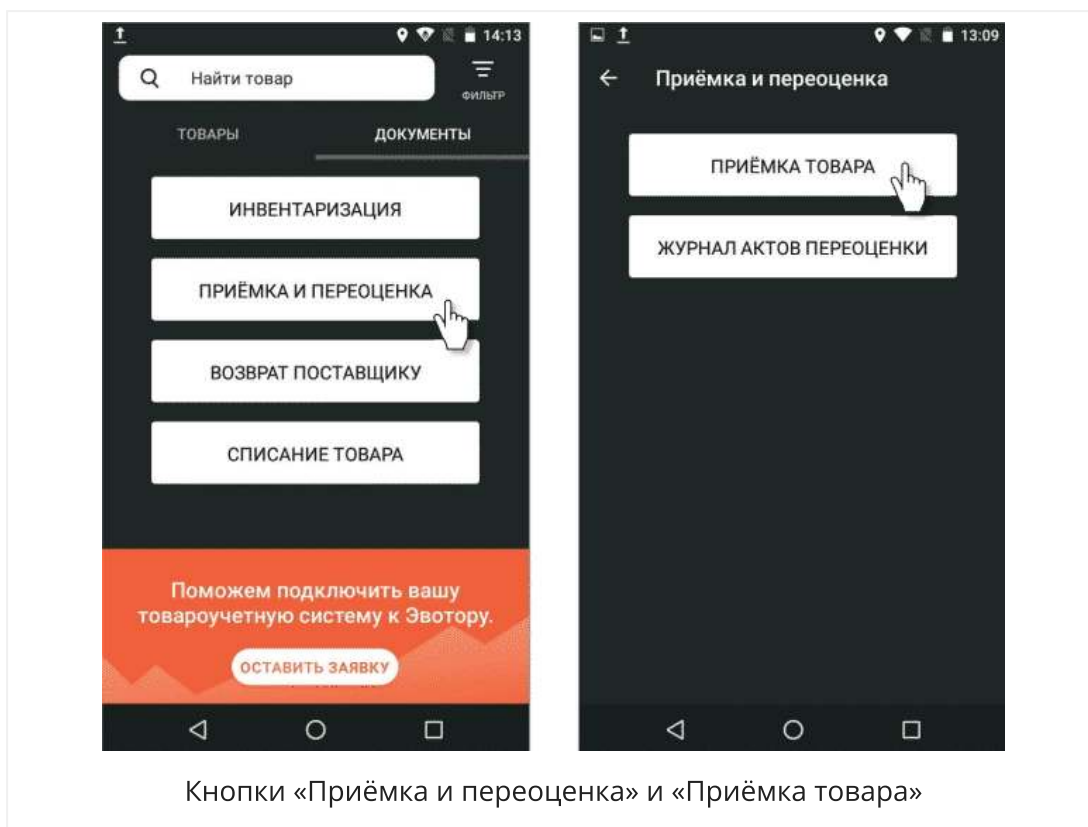 14:13
Найти товар
ФИЛЬТР
ТОВАРЫ
ДОКУМЕНТЫ
ИНВЕНТАРИЗАЦИЯ
ПРИЁМКА И ПЕРЕОЦЕНКА
ВОЗВРАТ ПОСТАВЩИКУ
СПИСАНИЕ ТОВАРА
Поможем подключить вашу
товароучетную систему к Эвотору.
ОСТАВИТЬ ЗАЯВКУ
13:09
Приёмка и переоценка
ПРИЁМКА ТОВАРА
ЖУРНАЛ АКТОВ ПЕРЕОЦЕНКИ
Кнопки «Приёмка и переоценка» и «Приёмка товара»